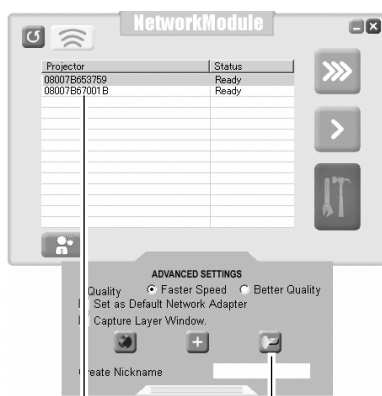 NetworkModule
Projector Status
08007B653759 Ready
08007B67001B Ready
ADVANCED SETTINGS
Quality Faster Speed Better Quality
Set as Default Network Adapter
Capture Layer Window.
eate Nickname